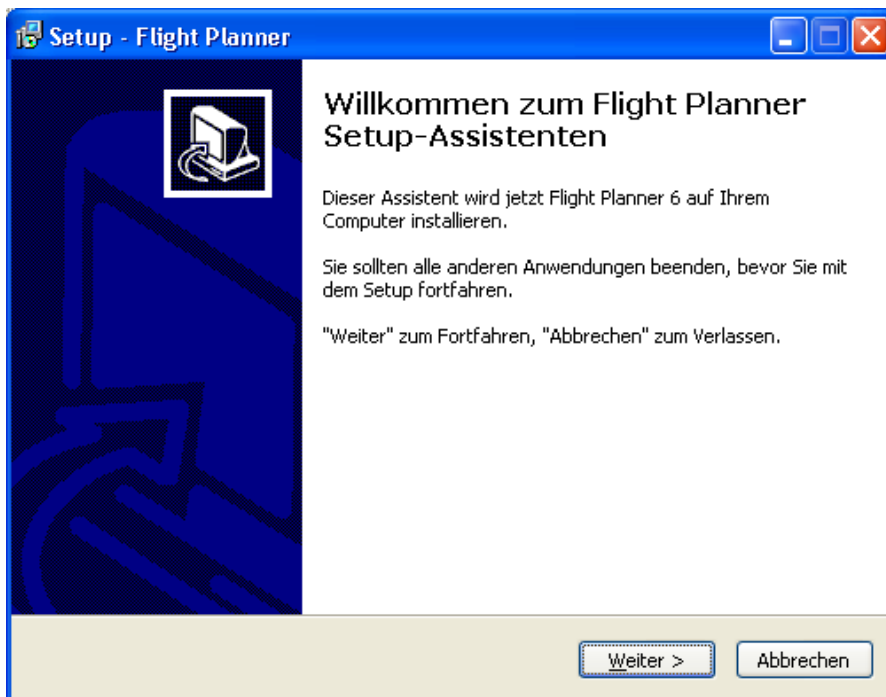 Setup - Flight Planner
Willkommen zum Flight Planner
Setup-Assistenten
Dieser Assistent wird jetzt Flight Planner 6 auf Ihrem
Computer installieren.
Sie sollten alle anderen Anwendungen beenden, bevor Sie mit
dem Setup fortfahren.
"Weiter" zum Fortfahren, "Abbrechen" zum Verlassen.
Weiter >
Abbrechen